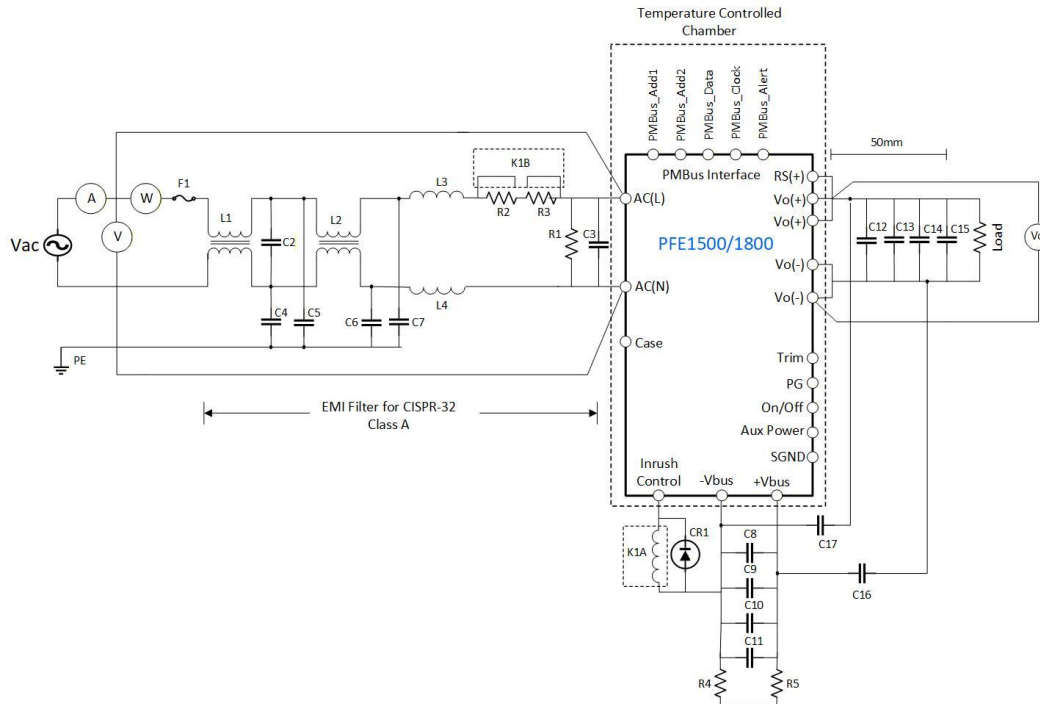 Temperature Controlled
Chamber
PMBus_Add1
PMBus_Add2
PMBus_Data
PMBus_Clock
PMBus_Alert
50mm
PMBus Interface
RS(+)
K1B
L3
R2
R3
AC(L)
Vo(+)
A
W
F1
L1
L2
Vo(+)
C12
C13
C14
C15
Load
V
Vac
C2
R1
C3
PFE1500/1800
Vo(-)
AC(N)
Vo(-)
L4
C4
C5
C6
C7
Case
PE
Trim
PG
EMI Filter for CISPR-32
Class A
On/Off
Aux Power
SGND
Inrush
Control
-Vbus
+Vbus
K1A
CR1
C8
C17
C9
C16
C10
C11
R4
R5